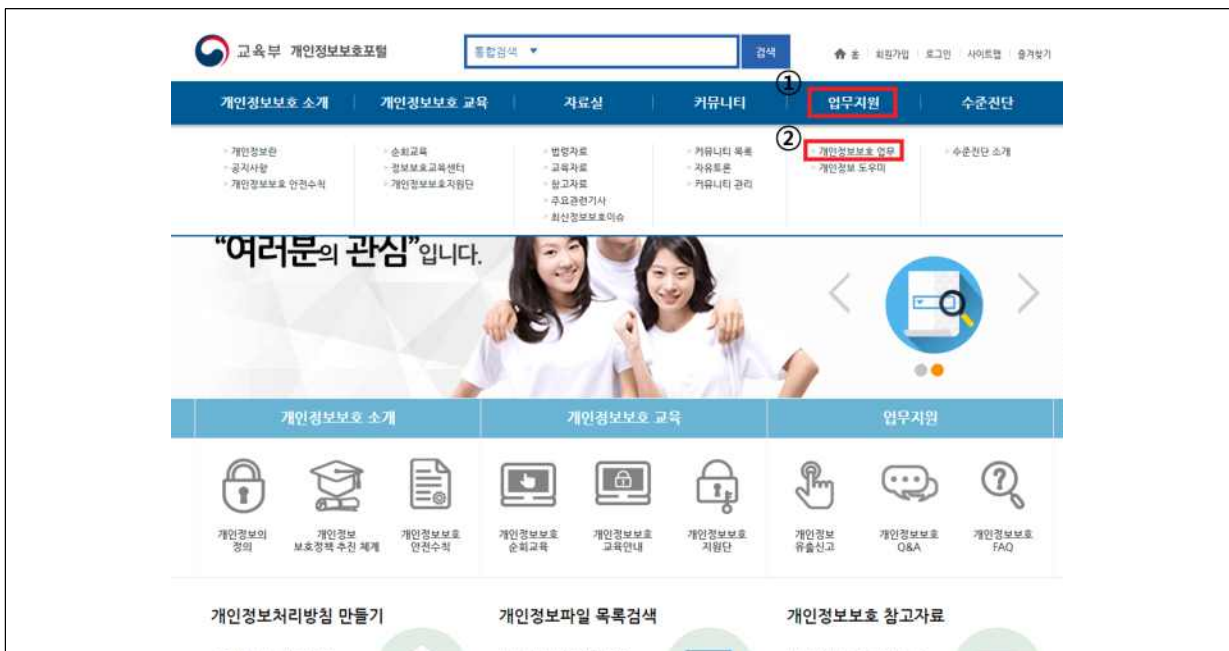 교육부 개인정보보호포털
통합검색 ▼
검색
홈 회원가입 로그인 사이트맵 즐겨찾기
①
개인정보보호 소개 개인정보보호 교육 자료실 커뮤니티 업무지원 수준진단
②
개인정보란 순회교육 법령자료 커뮤니티 목록 개인정보보호 업무 수준진단 소개
공지사항 정보보호교육센터 교육자료 자유토론 개인정보 도우미
개인정보보호 안전수칙 개인정보보호지원단 참고자료 커뮤니티 관리
주요관련기사
최신정보보호이슈
“여러분의 관심”입니다.
개인정보보호 소개 개인정보보호 교육 업무지원
개인정보의 개인정보 개인정보보호 개인정보보호 개인정보보호 개인정보보호 개인정보 개인정보보호 개인정보보호
정의 보호정책 추진 체계 안전수칙 순회교육 교육안내 지원단 유출신고 Q&A FAQ
개인정보처리방침 만들기 개인정보파일 목록검색 개인정보보호 참고자료